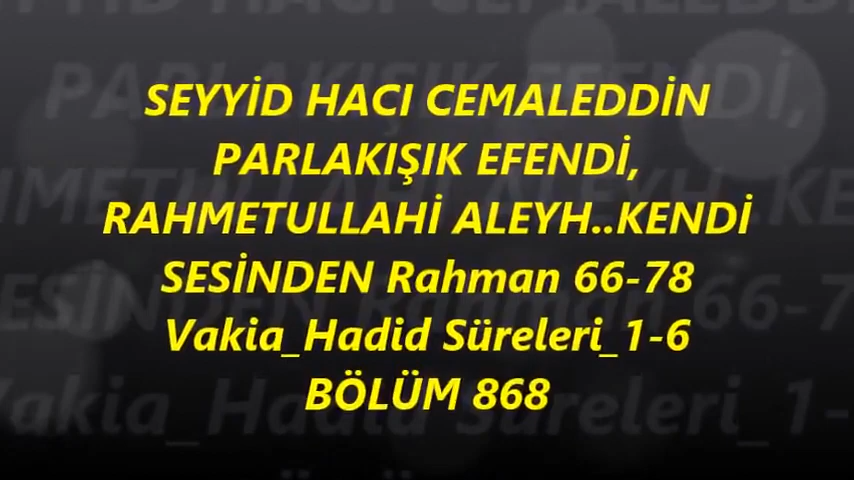 SEYYİD HACI CEMALEDDİN
PARLAKIŞIK EFENDİ,
RAHMETULLAHİ ALEYH..KENDİ
SESİNDEN Rahman 66-78
Vakia_Hadid Süreleri_1-6
BÖLÜM 868